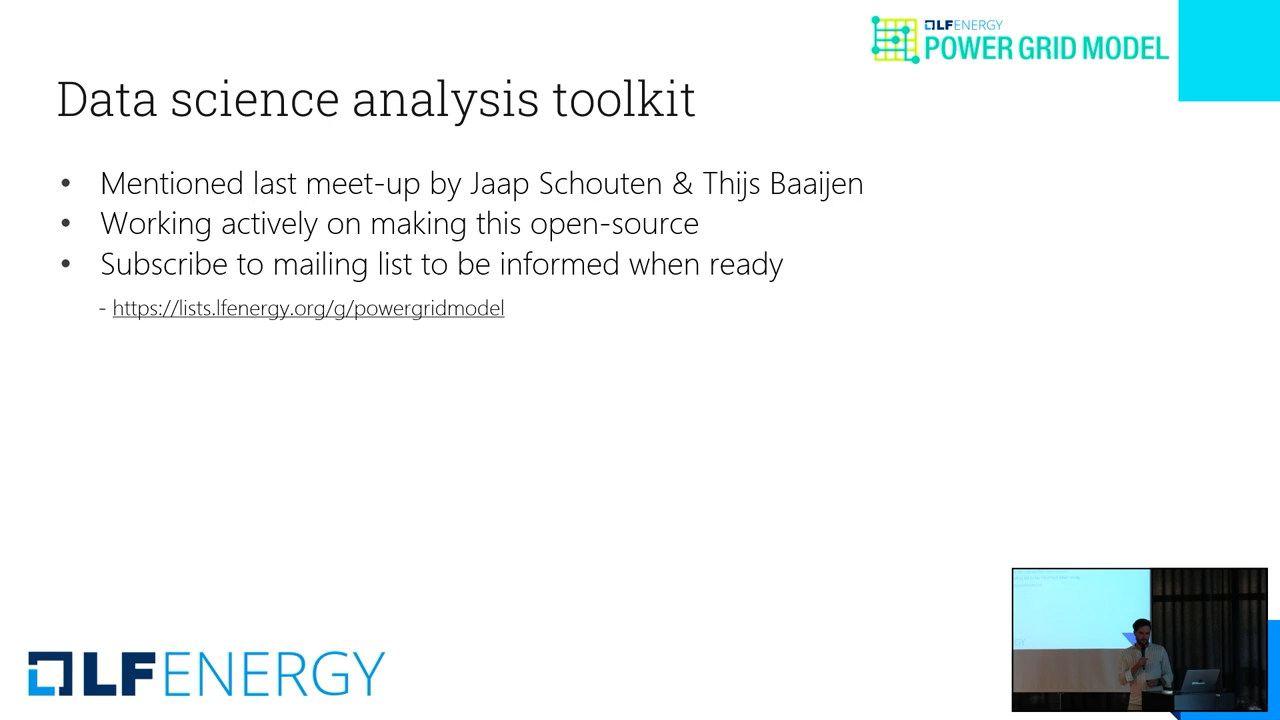 LF ENERGY
POWER GRID MODEL
Data science analysis toolkit
• Mentioned last meet-up by Jaap Schouten & Thijs Baaijen
• Working actively on making this open-source
• Subscribe to mailing list to be informed when ready
- https://lists.lfenergy.org/g/powergridmodel
LF ENERGY